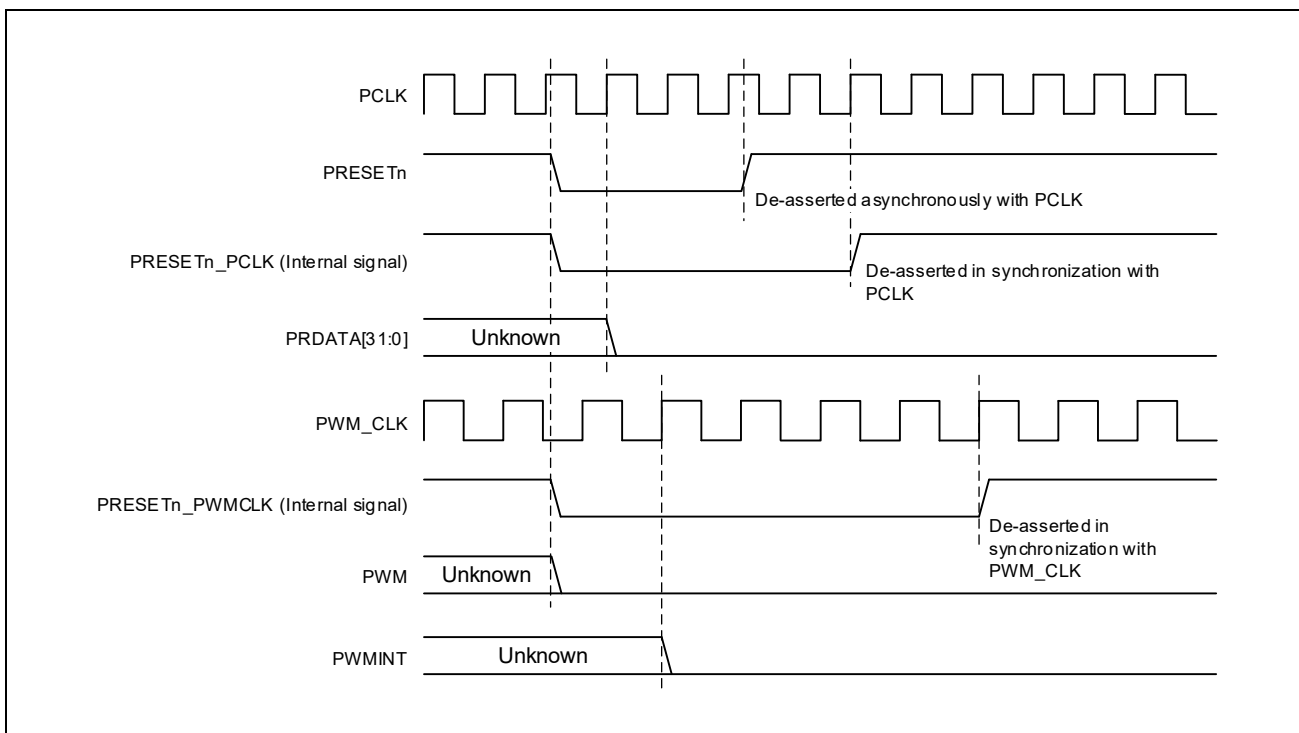 PCLK
PRESETn
De-asserted asynchronously with PCLK
PRESETn_PCLK (Internal signal)
De-asserted in synchronization with
PCLK
PRDATA[31:0]
Unknown
PWM_CLK
PRESETn_PWMCLK (Internal signal)
De-asserted in
synchronization with
PWM_CLK
PWM
Unknown
PWMINT
Unknown